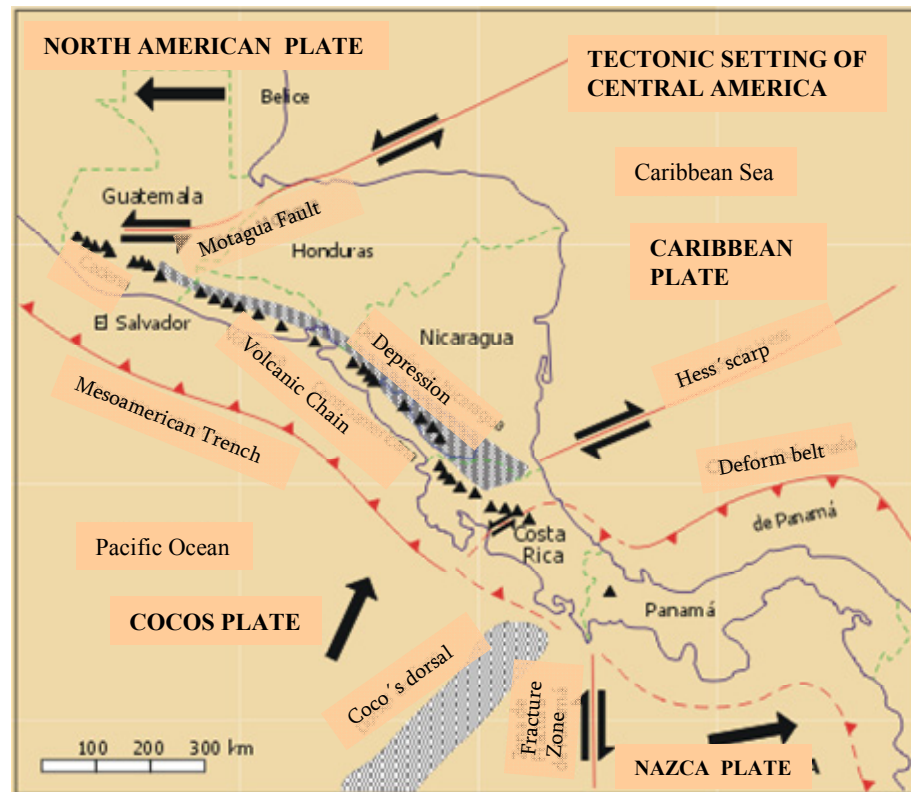 NORTH AMERICAN PLATE
TECTONIC SETTING OF
CENTRAL AMERICA
Belice
Caribbean Sea
Guatemala
Motagua Fault
CARIBBEAN
PLATE
Honduras
El Salvador
Nicaragua
Depression
Hess´scarp
Volcanic Chain
Mesoamerican Trench
Deform belt
de Panamá
Pacific Ocean
Costa
Rica
COCOS PLATE
Panamá
Coco´s dorsal
Fracture
Zone
100 200 300 km
NAZCA PLATE